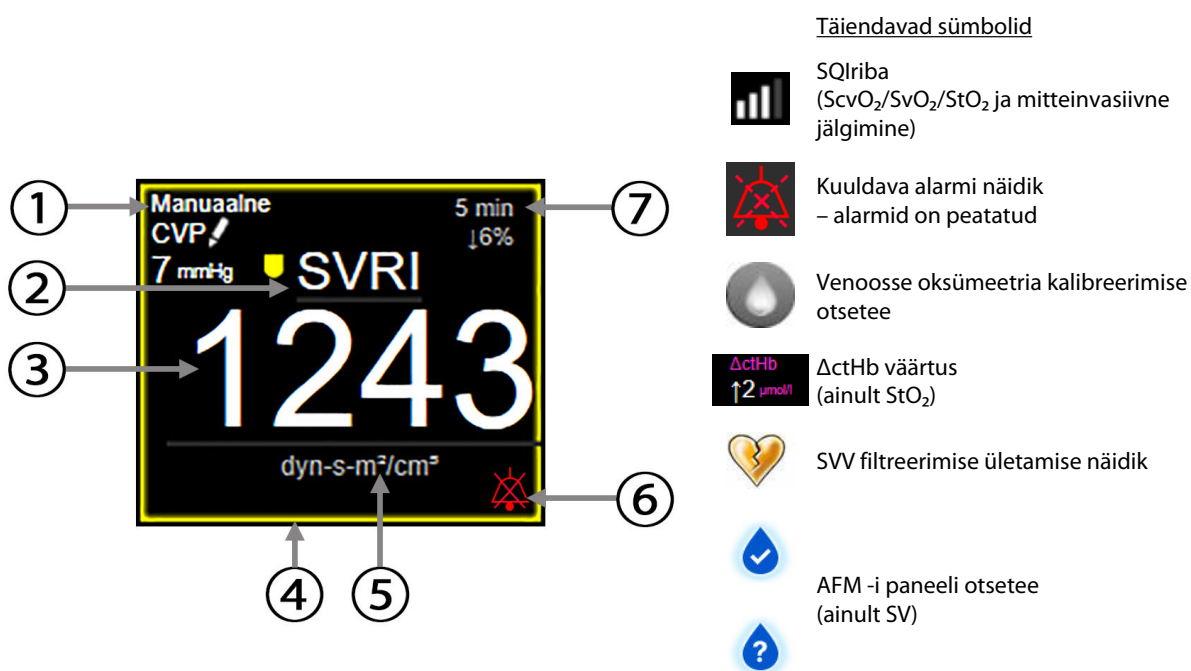 Täiendavad sümbolid
SQIriba
(ScvO₂/SvO₂/StO₂ ja mitteinvasiivne
jälgimine)
Kuuldava alarmi näidik
– alarmid on peatatud
Venoosse oksümeetria kalibreerimise
otsetee
ΔctHb
↑2 µmol/l
ΔctHb väärtus
(ainult StO₂)
SVV filtreerimise ületamise näidik
AFM -i paneeli otsetee
(ainult SV)
?
1
Manuaalne
5 min
7
CVP
↓6%
7 mmHg
SVRI
2
1243
3
dyn-s-m²/cm⁵
6
4
5